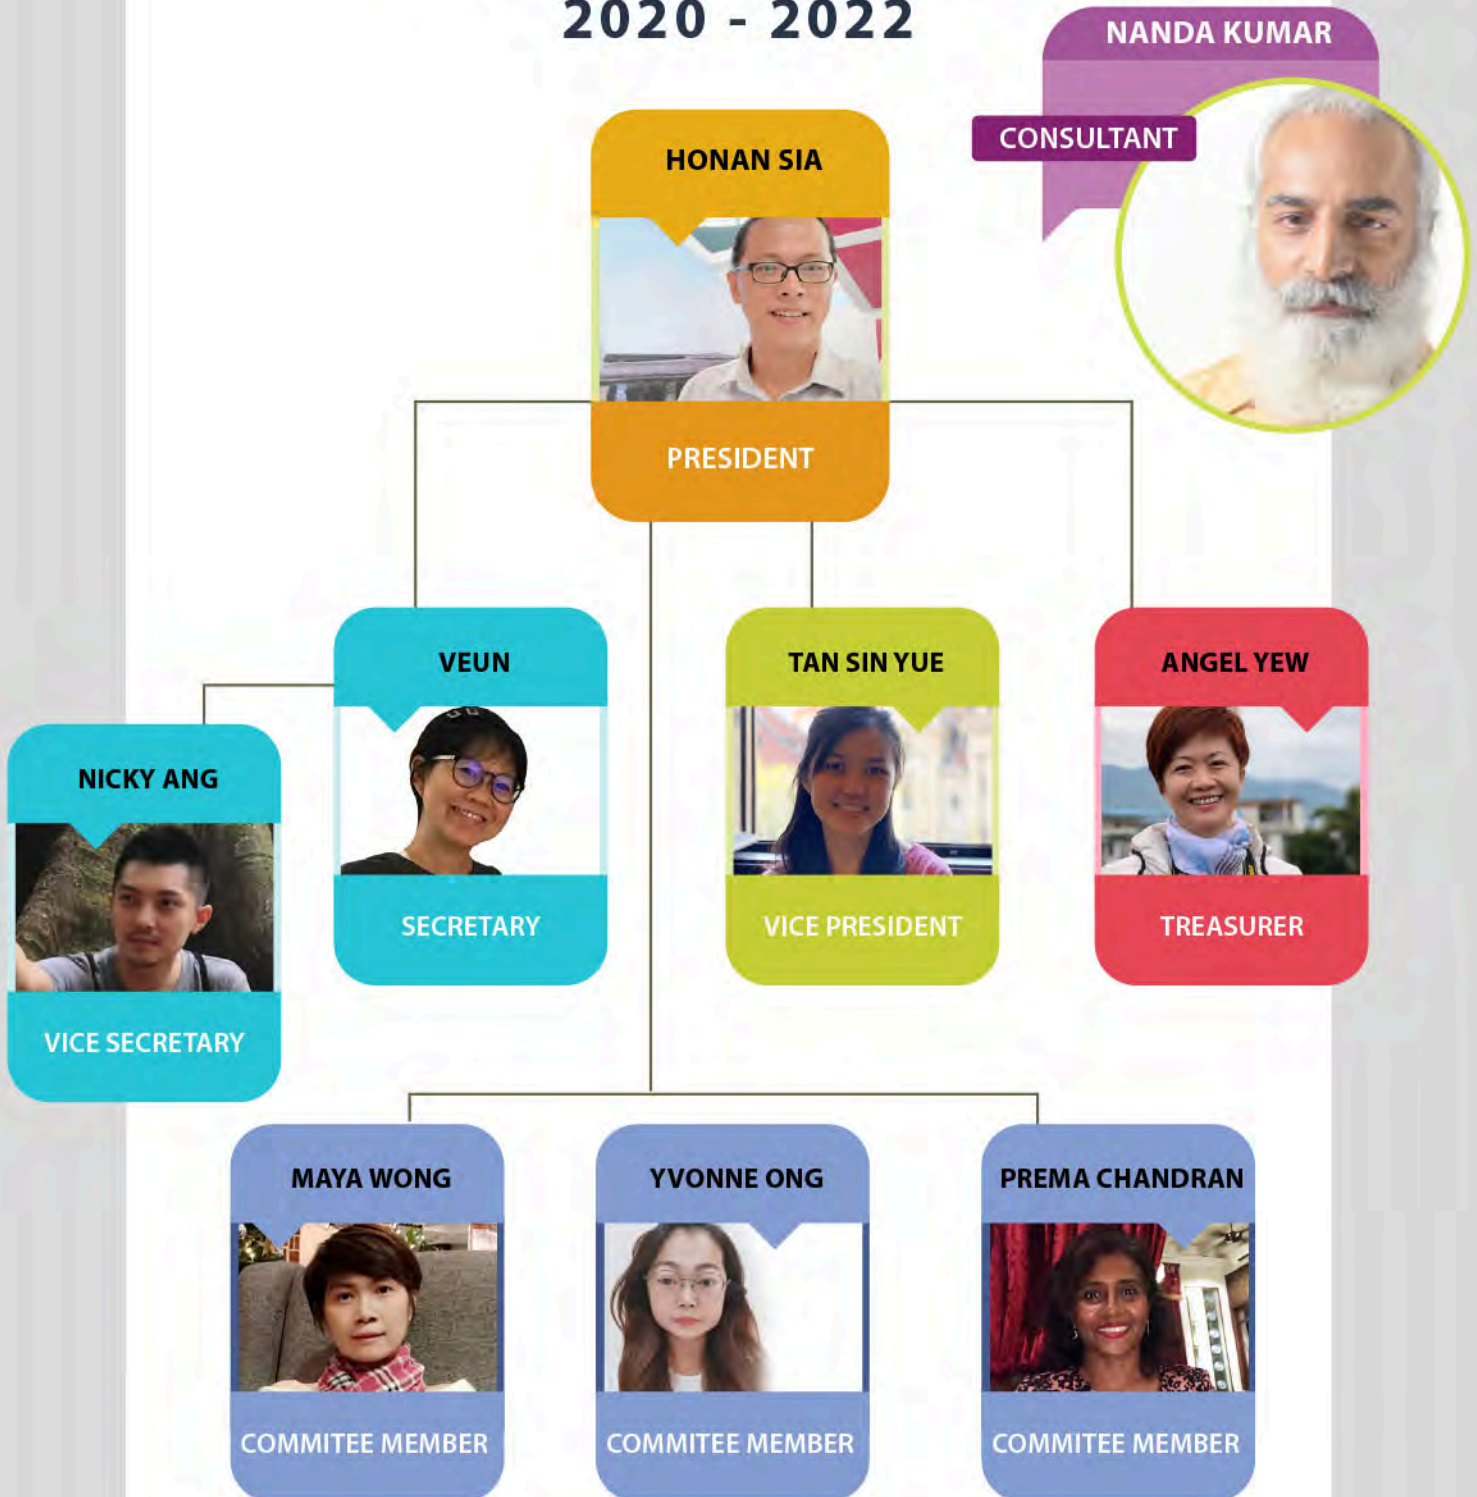 2020 - 2022
NANDA KUMAR
CONSULTANT
HONAN SIA
PRESIDENT
VEUN
SECRETARY
TAN SIN YUE
VICE PRESIDENT
ANGEL YEW
TREASURER
NICKY ANG
VICE SECRETARY
MAYA WONG
COMMITEE MEMBER
YVONNE ONG
COMMITEE MEMBER
PREMA CHANDRAN
COMMITEE MEMBER